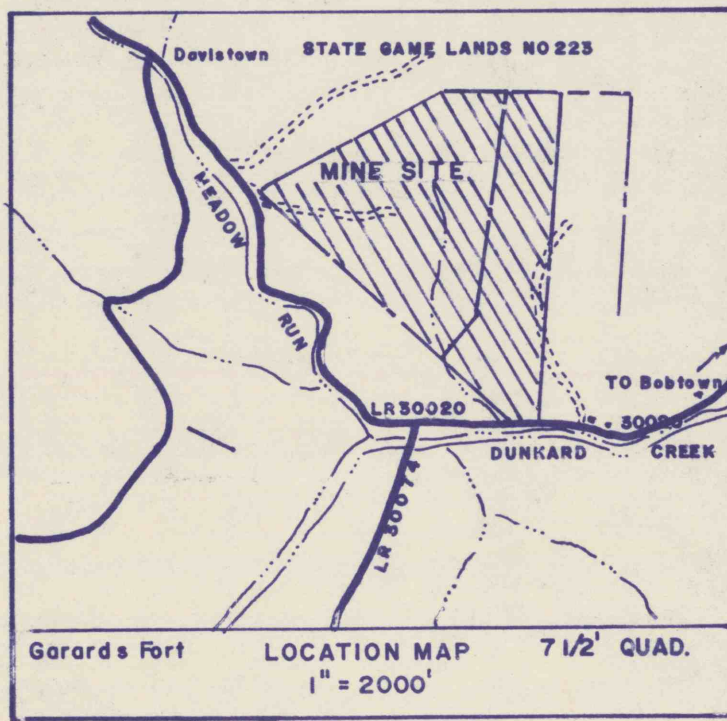 Davistown
STATE GAME LANDS NO 223
MINE SITE
MEADOW
RUN
TO Bobtown
LR 30020
30020
DUNKARD CREEK
LR 30074
Garards Fort
LOCATION MAP
7 1/2' QUAD.
1" = 2000'